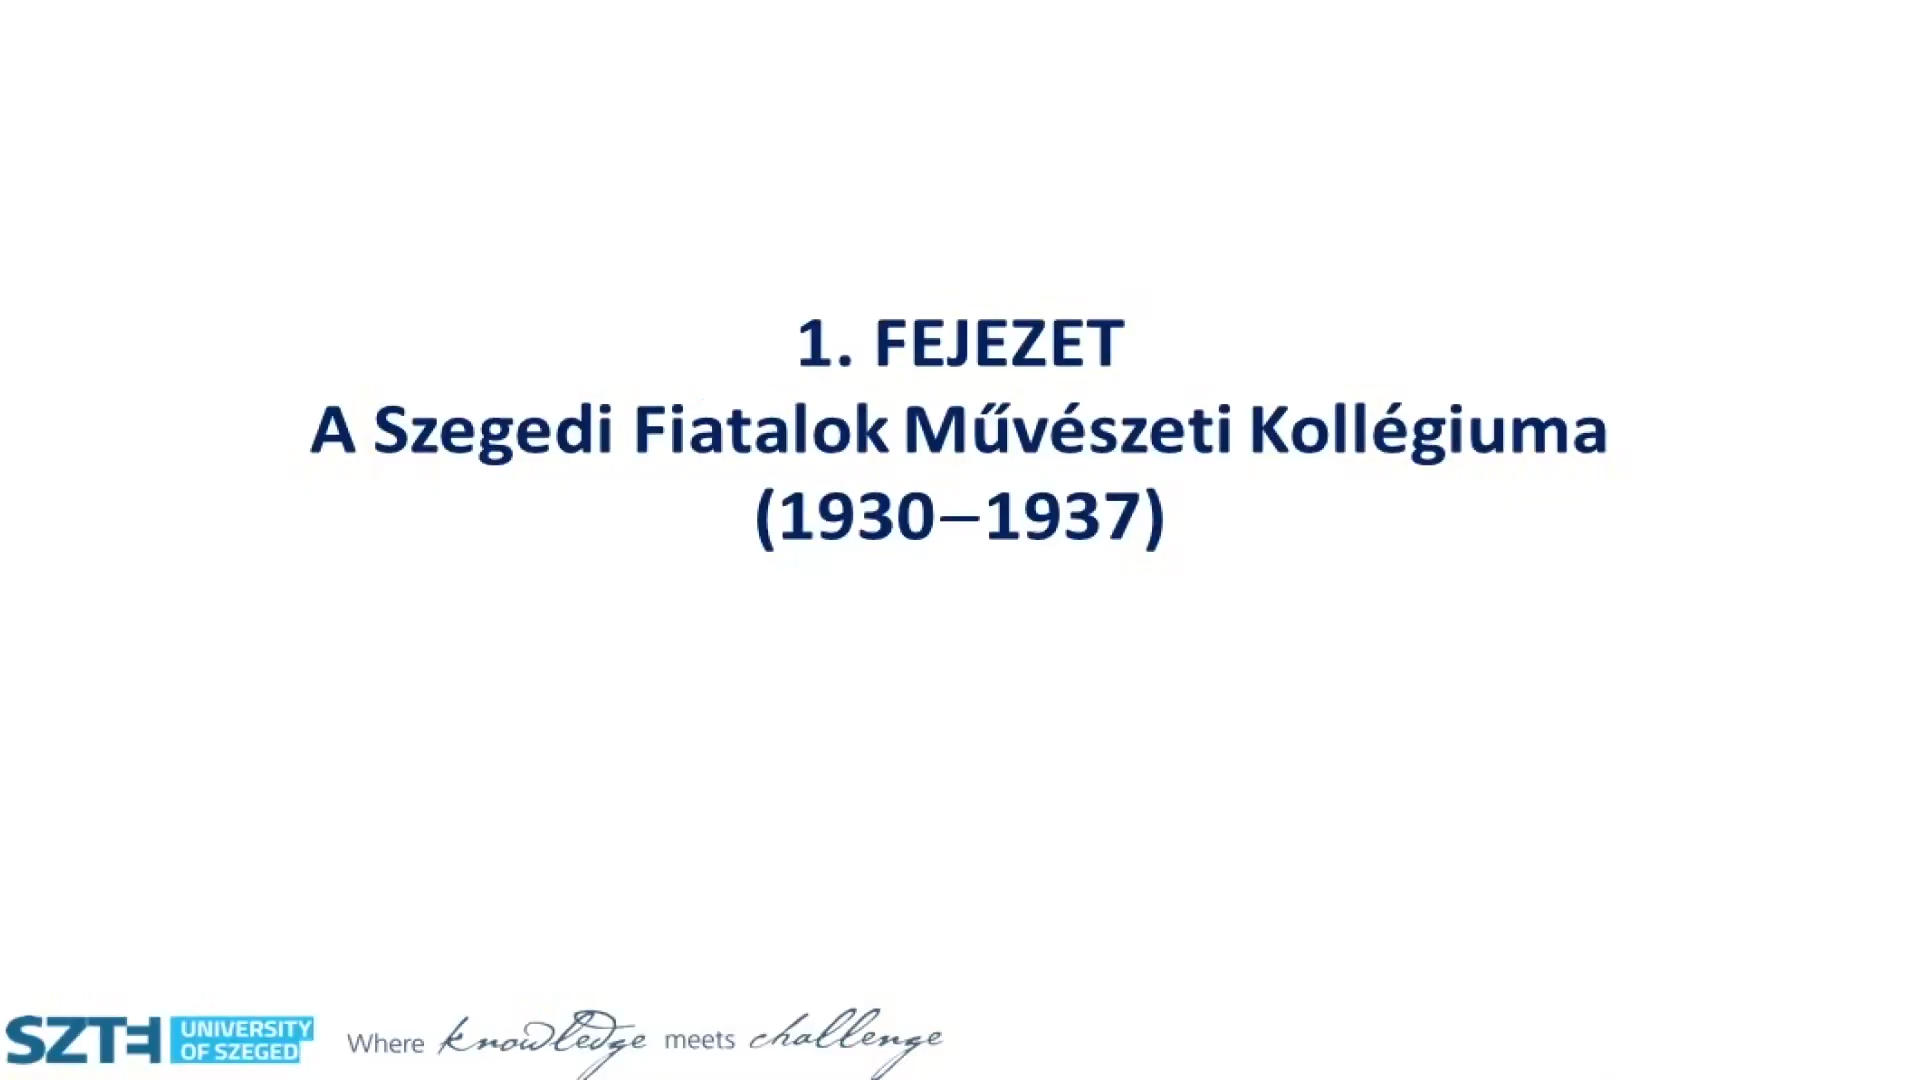 1. FEJEZET
A Szegedi Fiatalok Művészeti Kollégiuma
(1930–1937)
SZTE UNIVERSITY
OF SZEGED
Where knowledge meets challenge